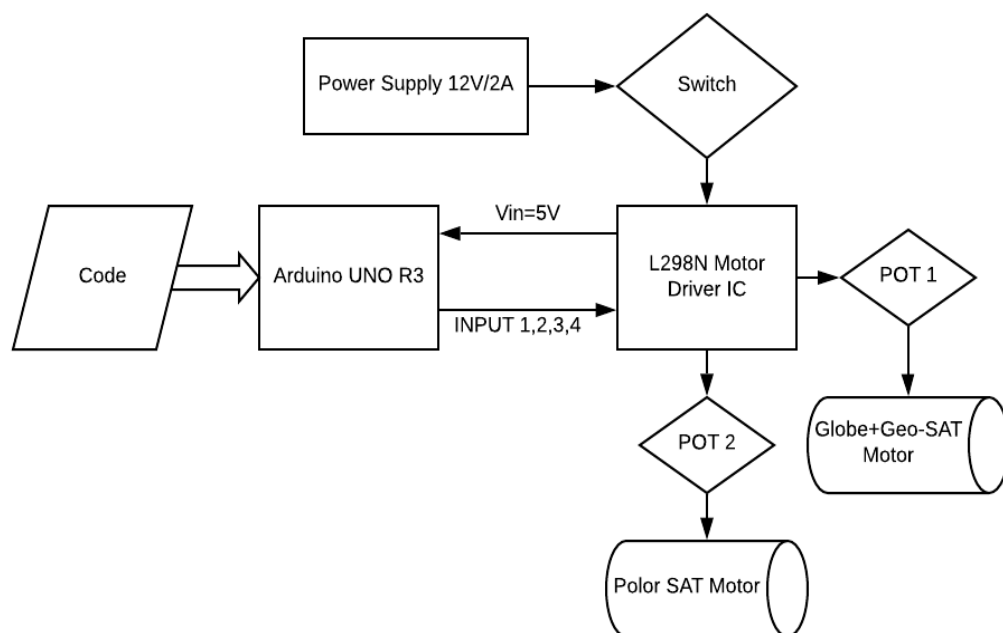 Power Supply 12V/2A
Switch
Code
Arduino UNO R3
Vin=5V
INPUT 1,2,3,4
L298N Motor
Driver IC
POT 1
Globe+Geo-SAT
Motor
POT 2
Polor SAT Motor